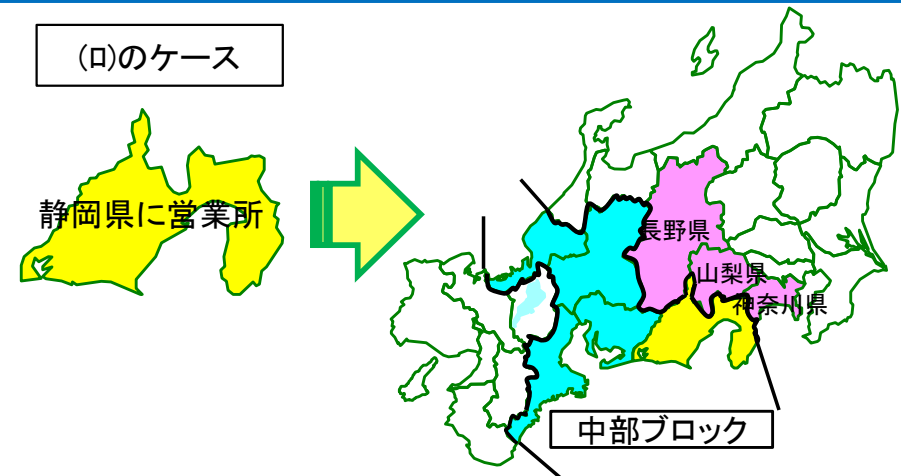 (ロ)のケース
静岡県に営業所
長野県
山梨県
神奈川県
中部ブロック